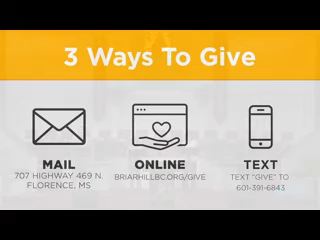 3 Ways To Give
MAIL
707 HIGHWAY 469 N.
FLORENCE, MS
ONLINE
BRIARHILLBC.ORG/GIVE
TEXT
TEXT "GIVE" TO
601-391-6843